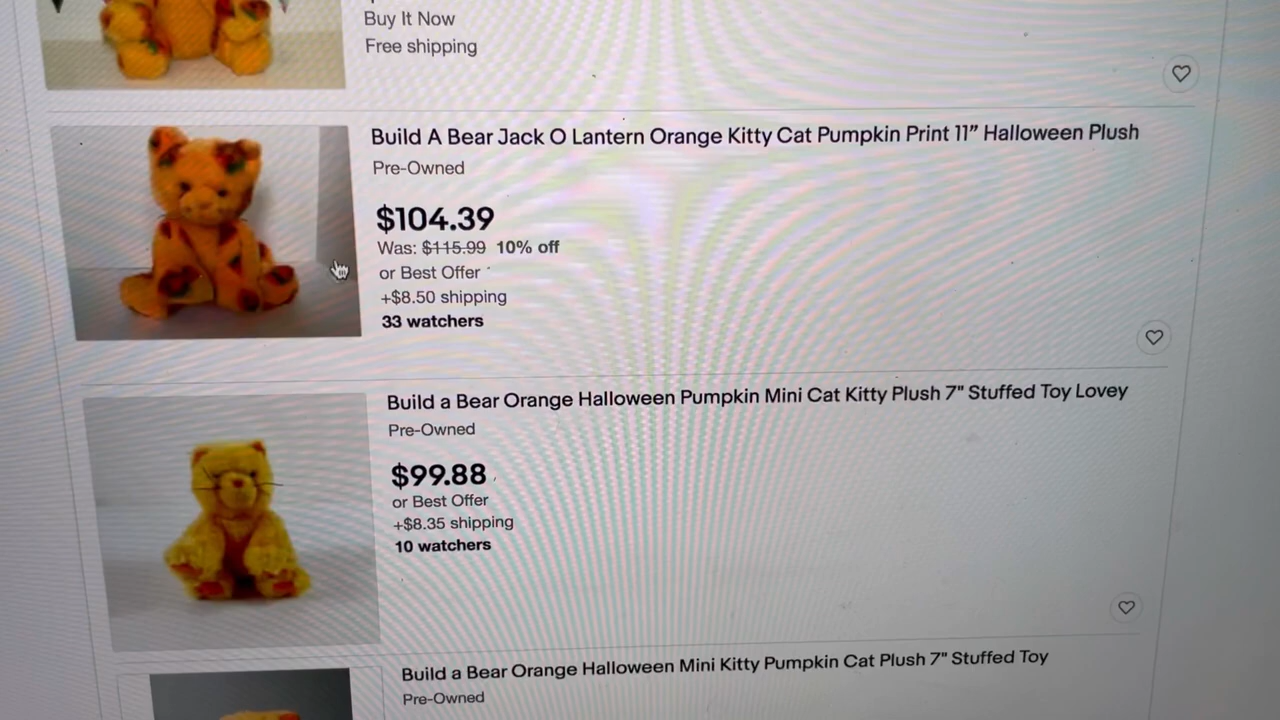 Buy It Now
Free shipping
Build A Bear Jack O Lantern Orange Kitty Cat Pumpkin Print 11” Halloween Plush
Pre-Owned
$104.39
Was: $115.99 10% off
or Best Offer
+$8.50 shipping
33 watchers
Build a Bear Orange Halloween Pumpkin Mini Cat Kitty Plush 7" Stuffed Toy Lovey
Pre-Owned
$99.88
or Best Offer
+$8.35 shipping
10 watchers
Build a Bear Orange Halloween Mini Kitty Pumpkin Cat Plush 7" Stuffed Toy
Pre-Owned